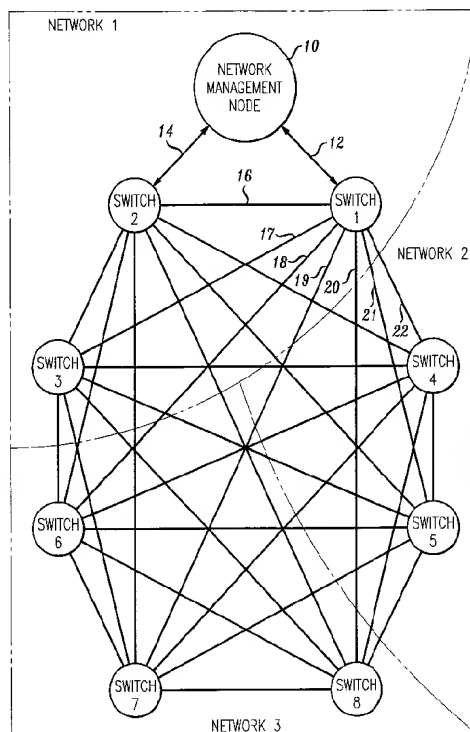 NETWORK 1
10
NETWORK
MANAGEMENT
NODE
14
12
16
SWITCH
2
SWITCH
1
17
18
19
20
21
22
NETWORK 2
SWITCH
3
SWITCH
4
SWITCH
6
SWITCH
5
SWITCH
7
SWITCH
8
NETWORK 3